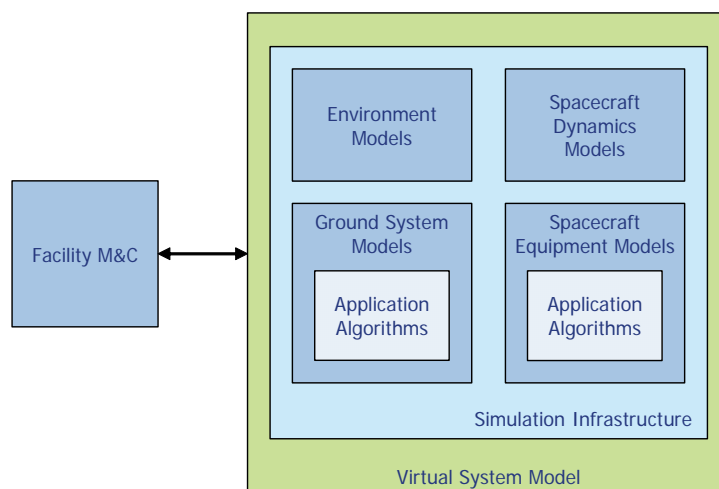 Environment
Models
Spacecraft
Dynamics
Models
Facility M&C
Ground System
Models
Application
Algorithms
Spacecraft
Equipment Models
Application
Algorithms
Simulation Infrastructure
Virtual System Model